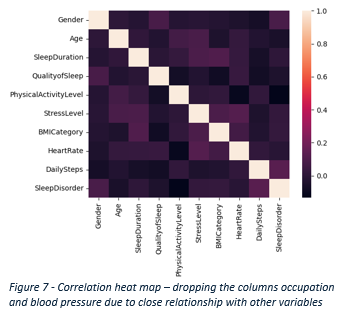 Gender
Age
SleepDuration
QualityofSleep
PhysicalActivityLevel
StressLevel
BMICategory
HeartRate
DailySteps
SleepDisorder
Gender
Age
SleepDuration
QualityofSleep
PhysicalActivityLevel
StressLevel
BMICategory
HeartRate
DailySteps
SleepDisorder
1.0
0.8
0.6
0.4
0.2
0.0
Figure 7 - Correlation heat map – dropping the columns occupation
and blood pressure due to close relationship with other variables